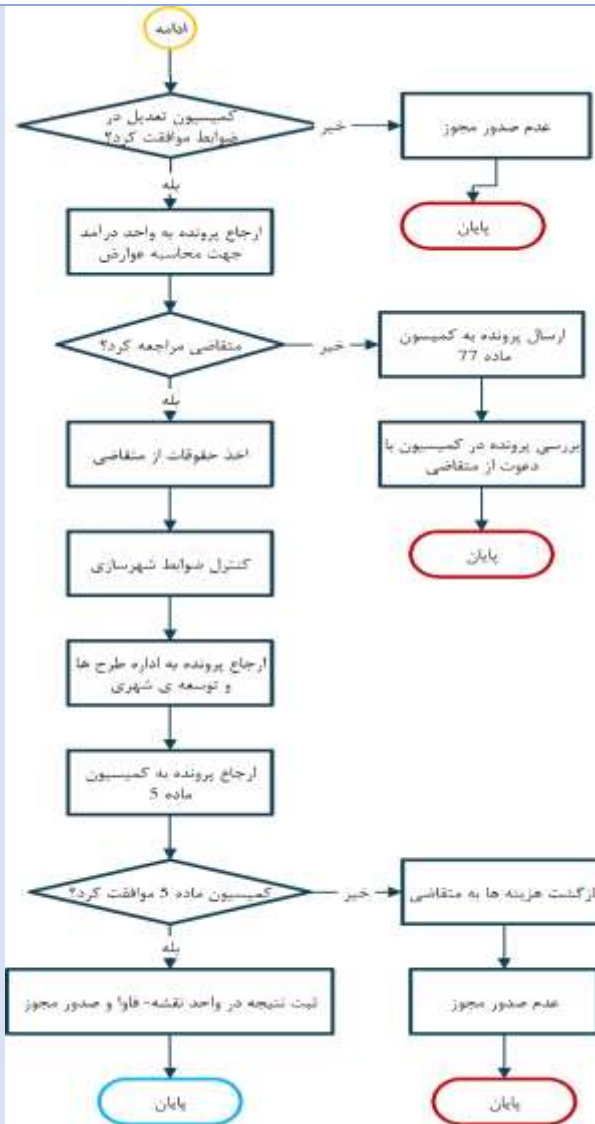 ادامه
کمیسیون تعدیل در
ضوابط موافقت کرد؟
خیر
عدم صدور مجوز
پایان
بله
ارجاع پرونده به واحد درامد
جهت محاسبه عوارض
متقاضی مراجعه کرد؟
خیر
ارسال پرونده به کمیسون
ماده 77
بررسی پرونده در کمیسیون با
دعوت از متقاضی
پایان
بله
اخذ حقوقات از متقاضی
کنترل ضوابط شهرسازی
ارجاع پرونده به اداره طرح ها
و توسعه ی شهری
ارجاع پرونده به کمیسیون
ماده 5
کمیسیون ماده 5 موافقت کرد؟
خیر
بازگشت هزینه ها به متقاضی
عدم صدور مجوز
پایان
بله
ثبت نتیجه در واحد نقشه- فاوا و صدور مجوز
پایان